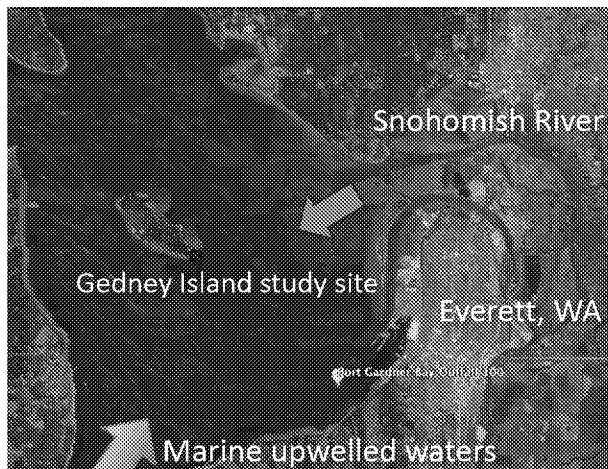 Snohomish River
Gedney Island study site
Everett, WA
Port Gardner Bay Outfall 100
Marine upwelled waters